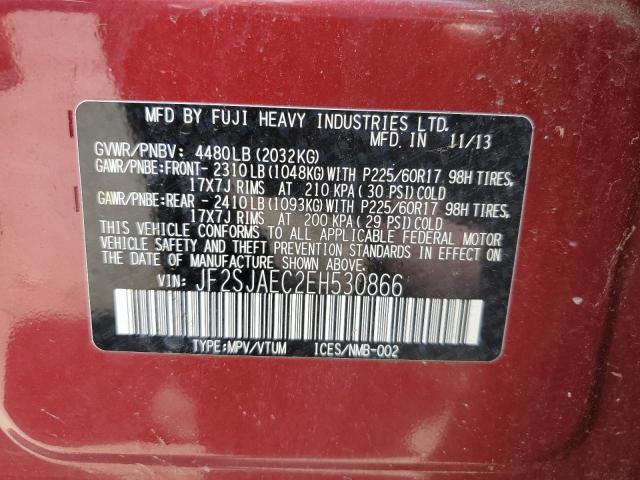 MFD BY FUJI HEAVY INDUSTRIES LTD.
MFD. IN 11/13
GVWR/PNBV: 4480LB (2032KG)
GAWR/PNBE:FRONT- 2310LB (1048KG) WITH P225/60R17 98H TIRES,
17X7J RIMS AT 210 KPA (30 PSI) COLD
GAWR/PNBE:REAR - 2410LB (1093KG) WITH P225/60R17 98H TIRES,
17X7J RIMS AT 200 KPA (29 PSI) COLD
THIS VEHICLE CONFORMS TO ALL APPLICABLE FEDERAL MOTOR
VEHICLE SAFETY AND THEFT PREVENTION STANDARDS IN EFFECT ON
THE DATE OF MANUFACTURE SHOWN ABOVE.
VIN: JF2SJAEC2EH530866
TYPE:MPV/VTUM ICES/NMB-002